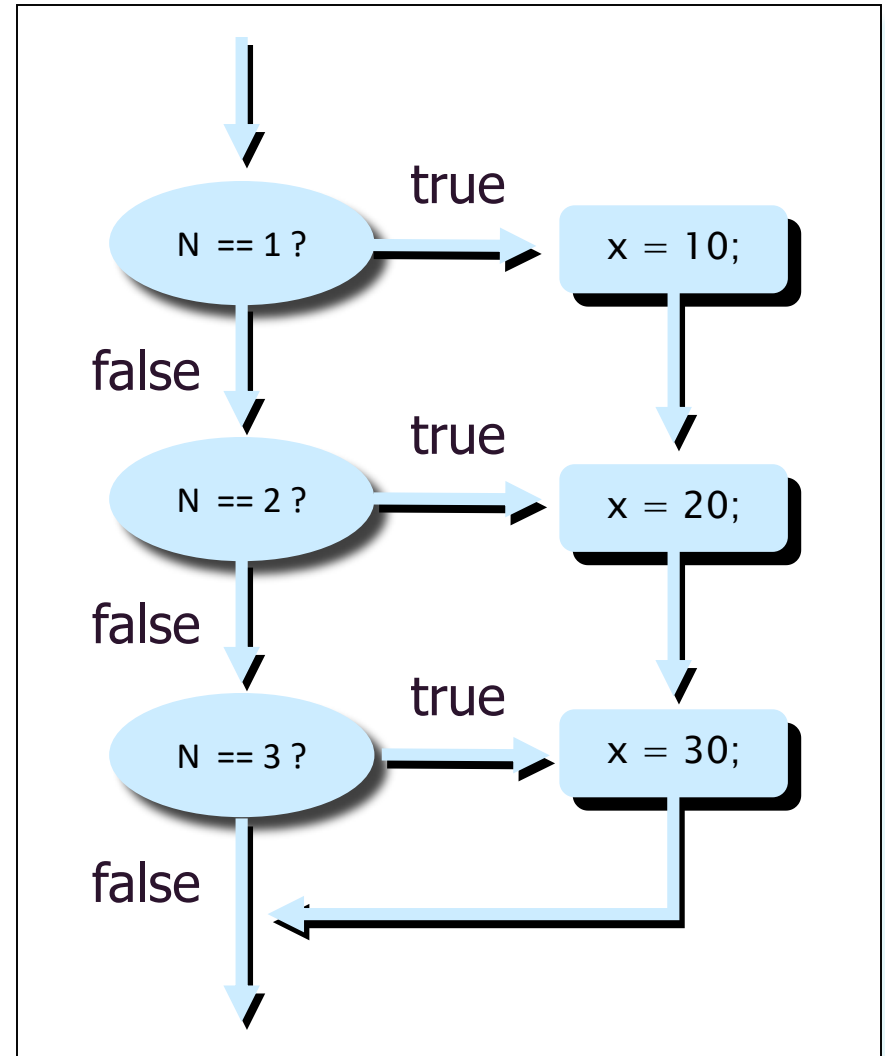 true
N == 1 ?
x = 10;
false
true
N == 2 ?
x = 20;
false
true
N == 3 ?
x = 30;
false